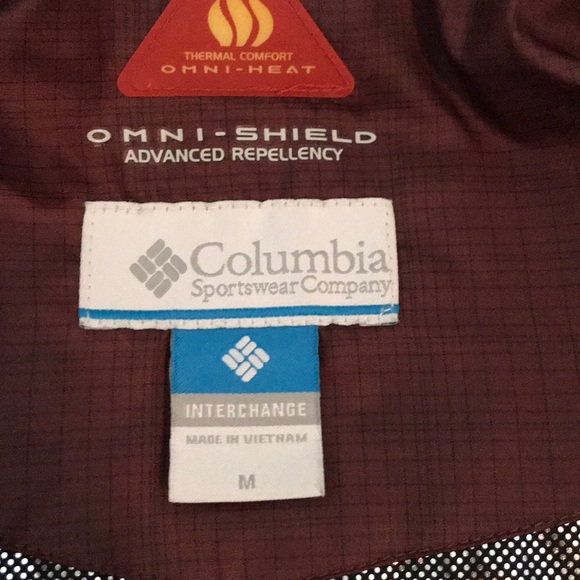 THERMAL COMFORT
OMNI-HEAT
OMNI-SHIELD
ADVANCED REPELLENCY
Columbia
Sportswear Company
INTERCHANGE
MADE IN VIETNAM
M